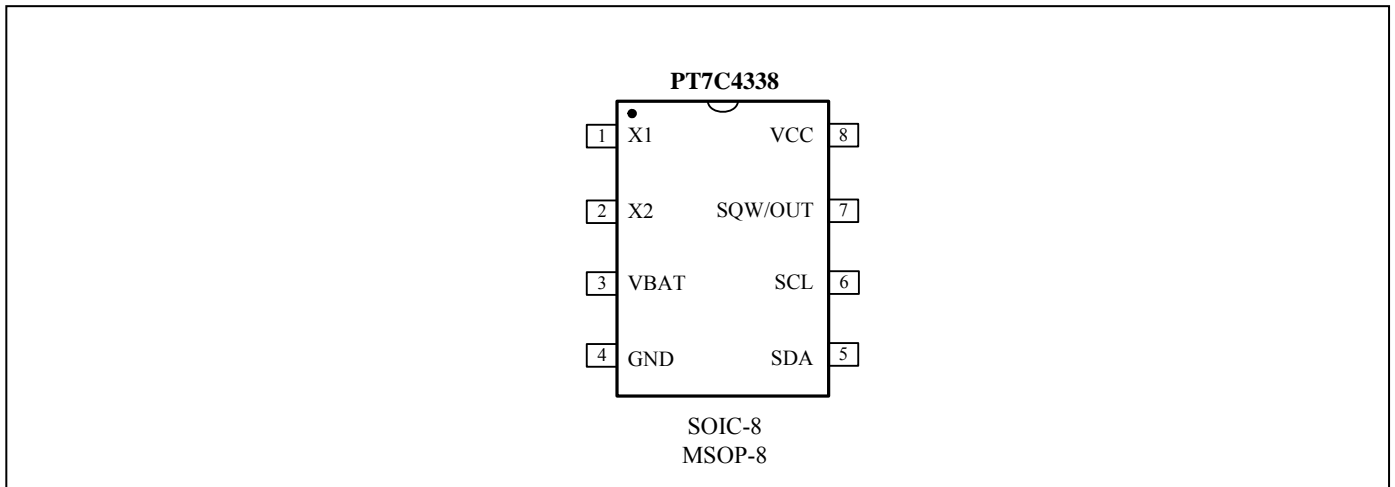 PT7C4338
1 X1 VCC 8
2 X2 SQW/OUT 7
3 VBAT SCL 6
4 GND SDA 5
SOIC-8
MSOP-8